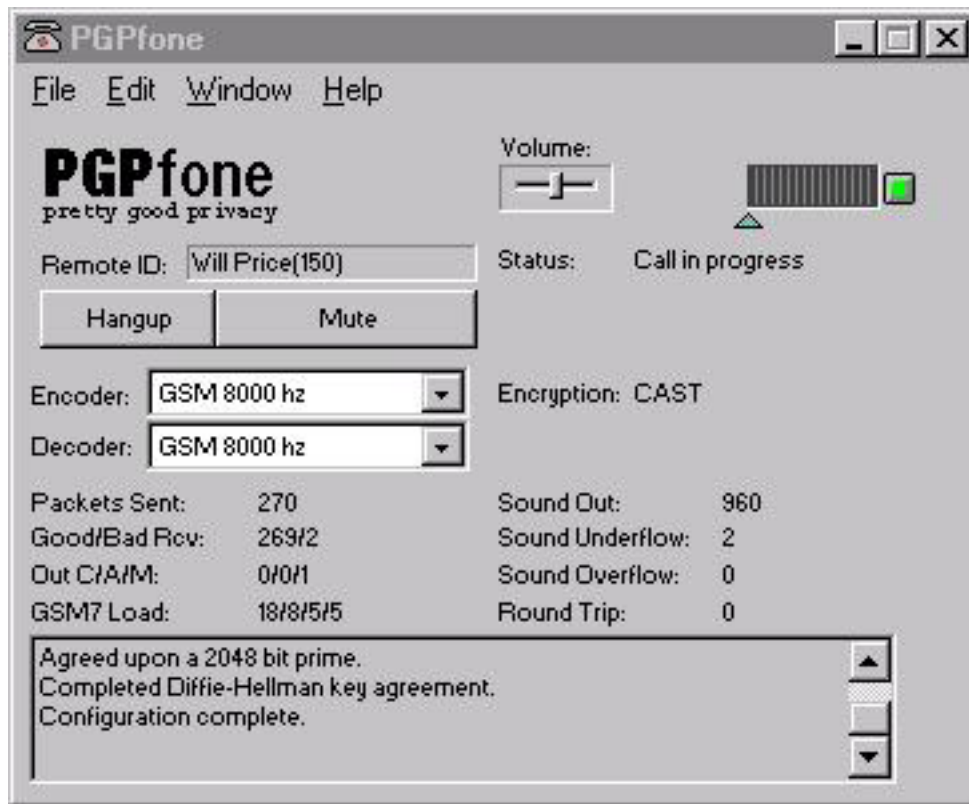 PGPfone
File Edit Window Help
PGPfone
pretty good privacy
Volume:
Remote ID: Will Price(150)
Status: Call in progress
Hangup Mute
Encoder: GSM 8000 hz
Encryption: CAST
Decoder: GSM 8000 hz
Packets Sent: 270
Sound Out: 960
Good/Bad Rcv: 269/2
Sound Underflow: 2
Out C/A/M: 0/0/1
Sound Overflow: 0
GSM7 Load: 18/8/5/5
Round Trip: 0
Agreed upon a 2048 bit prime.
Completed Diffie-Hellman key agreement.
Configuration complete.